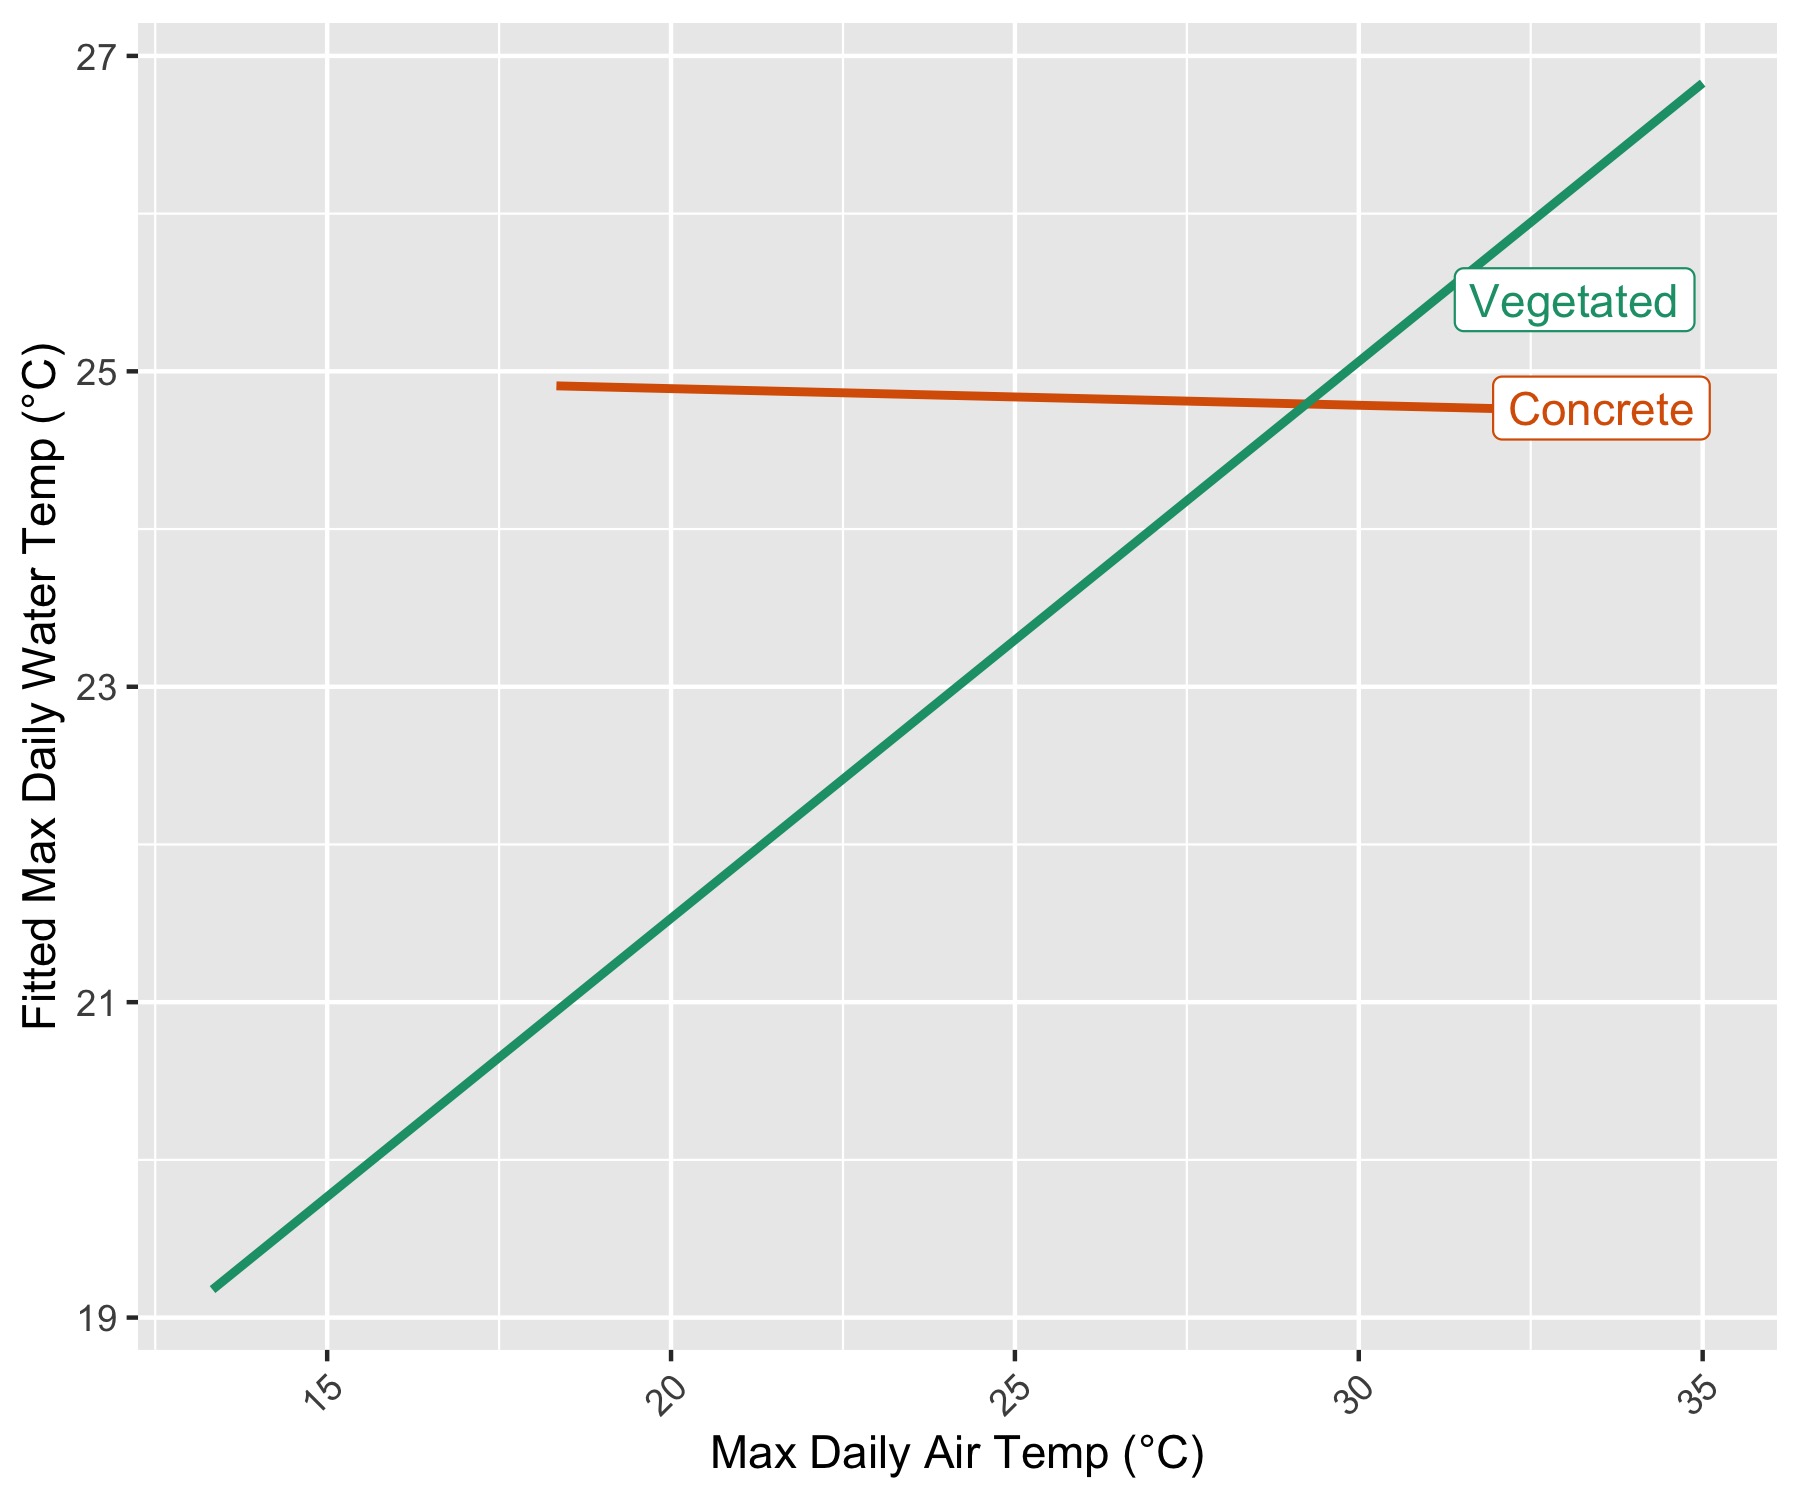 27
25
23
21
19
Fitted Max Daily Water Temp (°C)
Vegetated
Concrete
15
20
25
30
35
Max Daily Air Temp (°C)